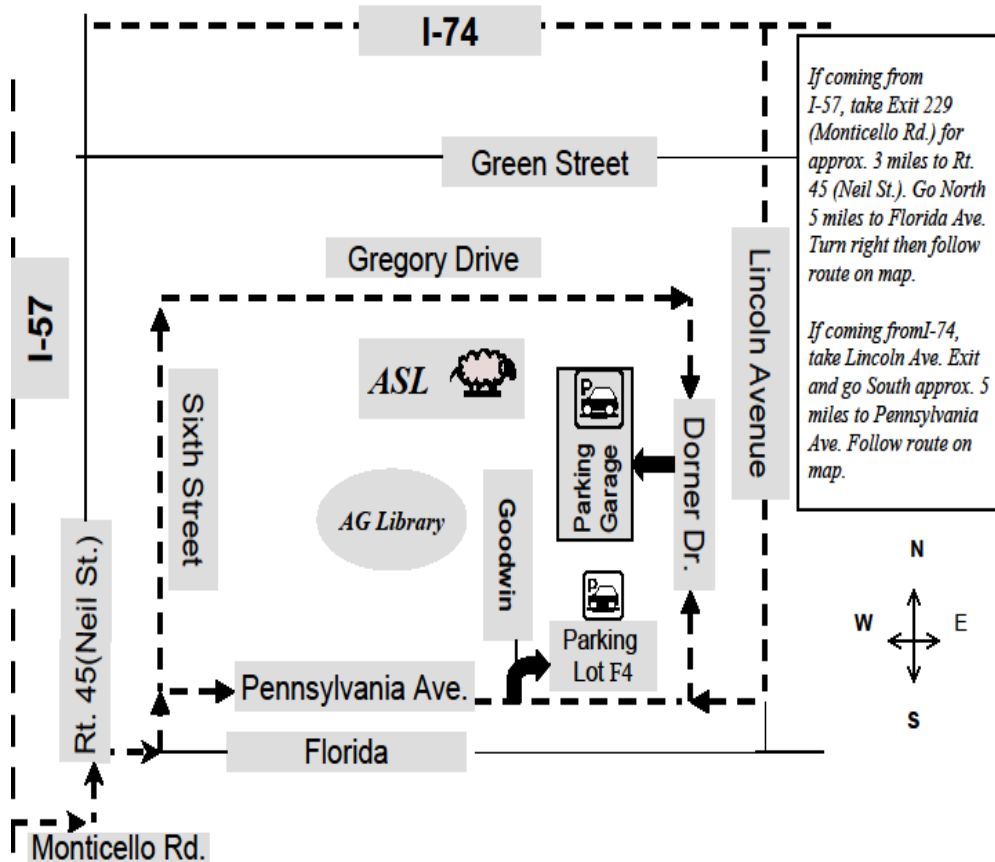 I-74
If coming from
I-57, take Exit 229
(Monticello Rd.) for
approx. 3 miles to Rt.
45 (Neil St.). Go North
5 miles to Florida Ave.
Turn right then follow
route on map.
If coming fromI-74,
take Lincoln Ave. Exit
and go South approx. 5
miles to Pennsylvania
Ave. Follow route on
map.
Green Street
Gregory Drive
Lincoln Avenue
I-57
ASL
P
Parking
Garage
Sixth Street
Dorner Dr.
AG Library
Goodwin
P
Parking
Lot F4
Rt. 45(Neil St.)
Pennsylvania Ave.
Florida
Monticello Rd.
N
W
E
S